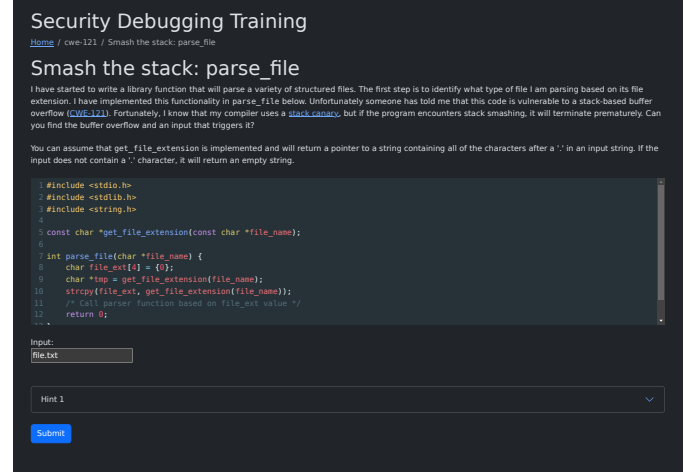 Security Debugging Training
Home / cwe-121 / Smash the stack: parse_file
Smash the stack: parse_file
I have started to write a library function that will parse a variety of structured files. The first step is to identify what type of file I am parsing based on its file
extension. I have implemented this functionality in parse_file below. Unfortunately someone has told me that this code is vulnerable to a stack-based buffer
overflow (CWE-121). Fortunately, I know that my compiler uses a stack canary, but if the program encounters stack smashing, it will terminate prematurely. Can
you find the buffer overflow and an input that triggers it?
You can assume that get_file_extension is implemented and will return a pointer to a string containing all of the characters after a '.' in an input string. If the
input does not contain a '.' character, it will return an empty string.
1 #include <stdio.h>
2 #include <stdlib.h>
3 #include <string.h>
4
5 const char *get_file_extension(const char *file_name);
6
7 int parse_file(char *file_name) {
8 char file_ext[4] = {0};
9 char *tmp = get_file_extension(file_name);
10 strcpy(file_ext, get_file_extension(file_name));
11 /* Call parser function based on file_ext value */
12 return 0;
Input:
file.txt
Hint 1
Submit